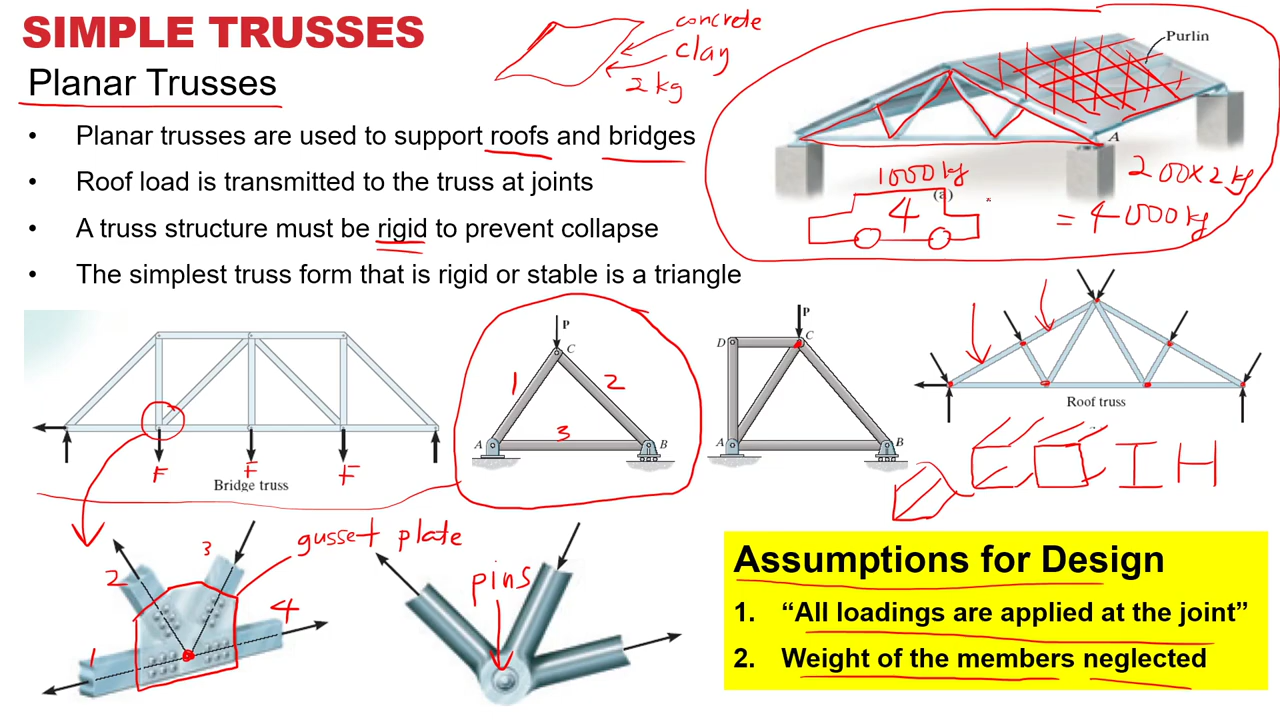 SIMPLE TRUSSES
Planar Trusses
• Planar trusses are used to support roofs and bridges
• Roof load is transmitted to the truss at joints
• A truss structure must be rigid to prevent collapse
• The simplest truss form that is rigid or stable is a triangle
concrete
clay
2 kg
Purlin
A
(a)
1000 kg
4
200x2 kg
= 4000 kg
F
F
F
Bridge truss
P
C
1
2
3
A
B
P
D
C
A
B
Roof truss
I H
1
2
3
4
gusset plate
pins
Assumptions for Design
1. “All loadings are applied at the joint”
2. Weight of the members neglected